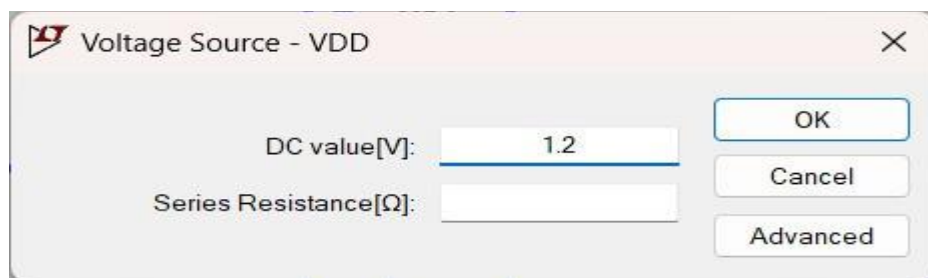 Voltage Source - VDD
DC value[V]: 1.2
Series Resistance[Ω]:
OK
Cancel
Advanced